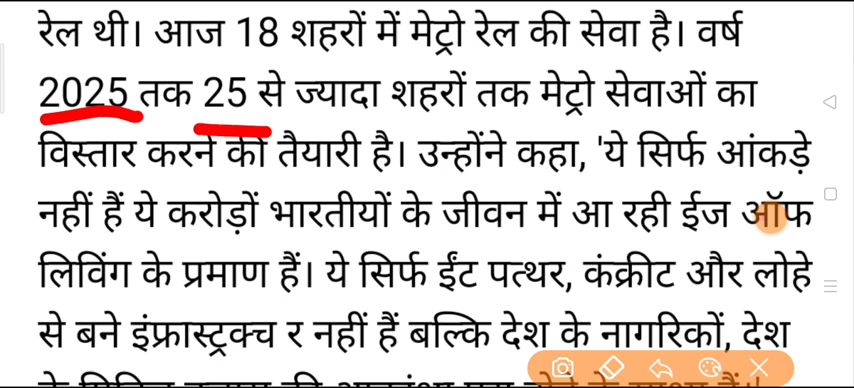 रेल थी। आज 18 शहरों में मेट्रो रेल की सेवा है। वर्ष
2025 तक 25 से ज्यादा शहरों तक मेट्रो सेवाओं का
विस्तार करने की तैयारी है। उन्होंने कहा, 'ये सिर्फ आंकड़े
नहीं हैं ये करोड़ों भारतीयों के जीवन में आ रही ईज ऑफ
लिविंग के प्रमाण हैं। ये सिर्फ ईंट पत्थर, कंक्रीट और लोहे
से बने इंफ्रास्ट्रक्च र नहीं हैं बल्कि देश के नागरिकों, देश